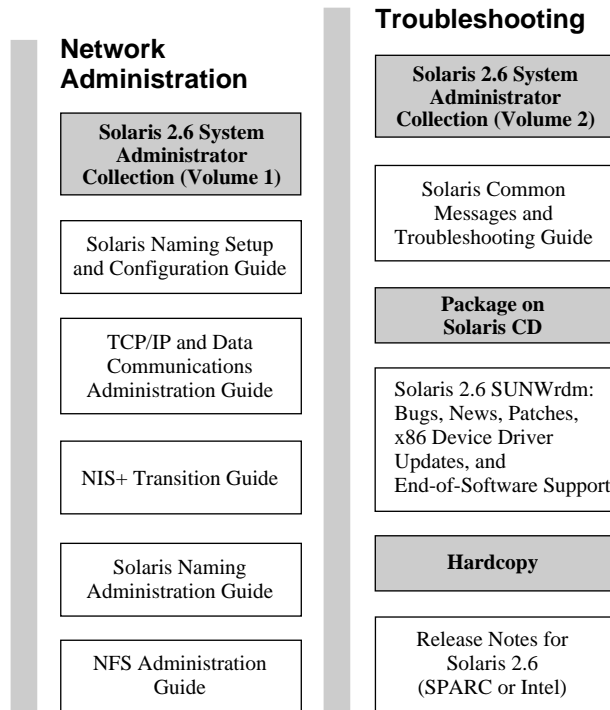 Network
Administration
Solaris 2.6 System
Administrator
Collection (Volume 1)
Solaris Naming Setup
and Configuration Guide
TCP/IP and Data
Communications
Administration Guide
NIS+ Transition Guide
Solaris Naming
Administration Guide
NFS Administration
Guide
Troubleshooting
Solaris 2.6 System
Administrator
Collection (Volume 2)
Solaris Common
Messages and
Troubleshooting Guide
Package on
Solaris CD
Solaris 2.6 SUNWrdm:
Bugs, News, Patches,
x86 Device Driver
Updates, and
End-of-Software Support
Hardcopy
Release Notes for
Solaris 2.6
(SPARC or Intel)